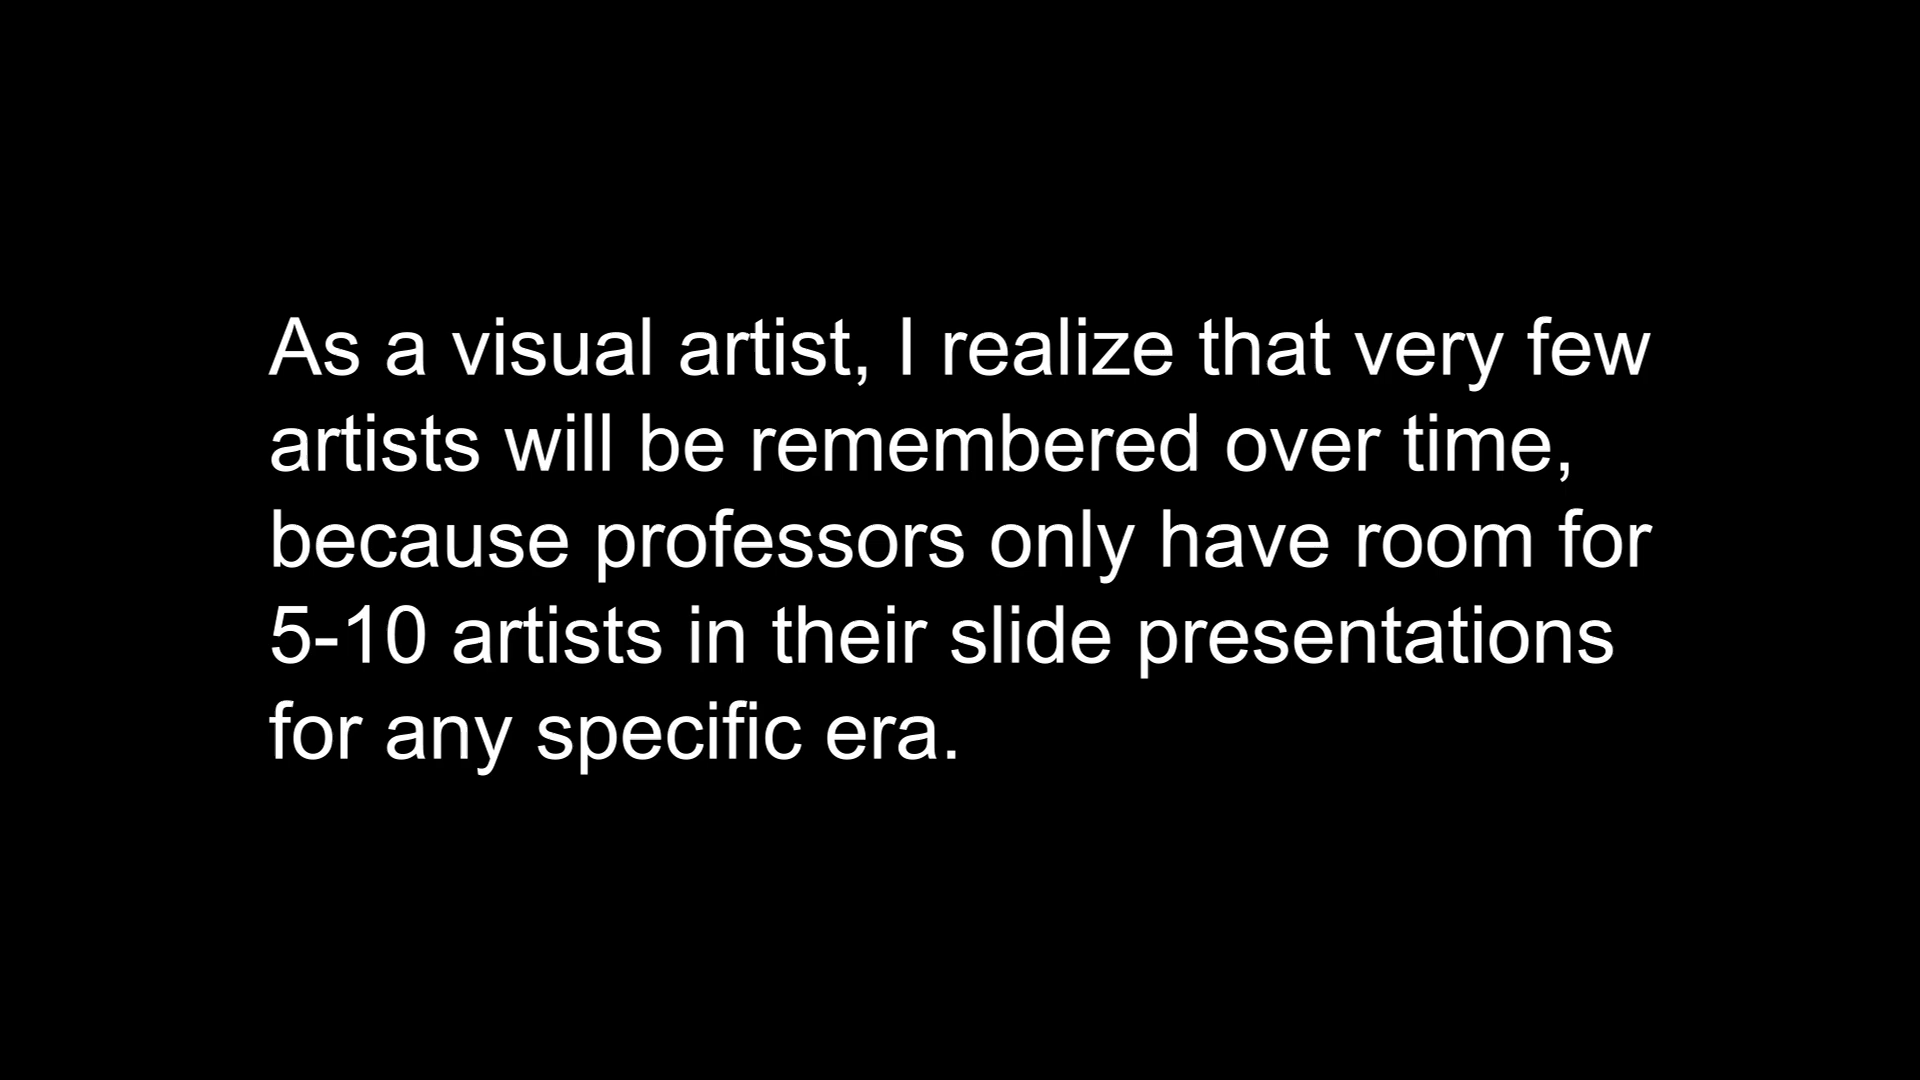 As a visual artist, I realize that very few
artists will be remembered over time,
because professors only have room for
5-10 artists in their slide presentations
for any specific era.